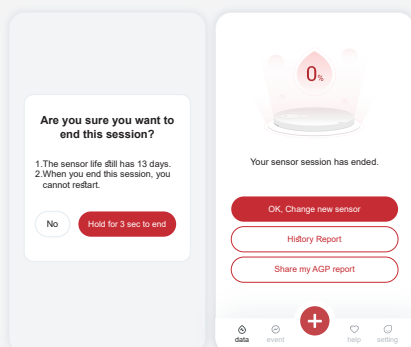 Are you sure you want to
end this session?
1.The sensor life still has 13 days.
2.When you end this session, you
cannot restart.
No
Hold for 3 sec to end
0%
Your sensor session has ended.
OK, Change new sensor
History Report
Share my AGP report
data
event
help
setting